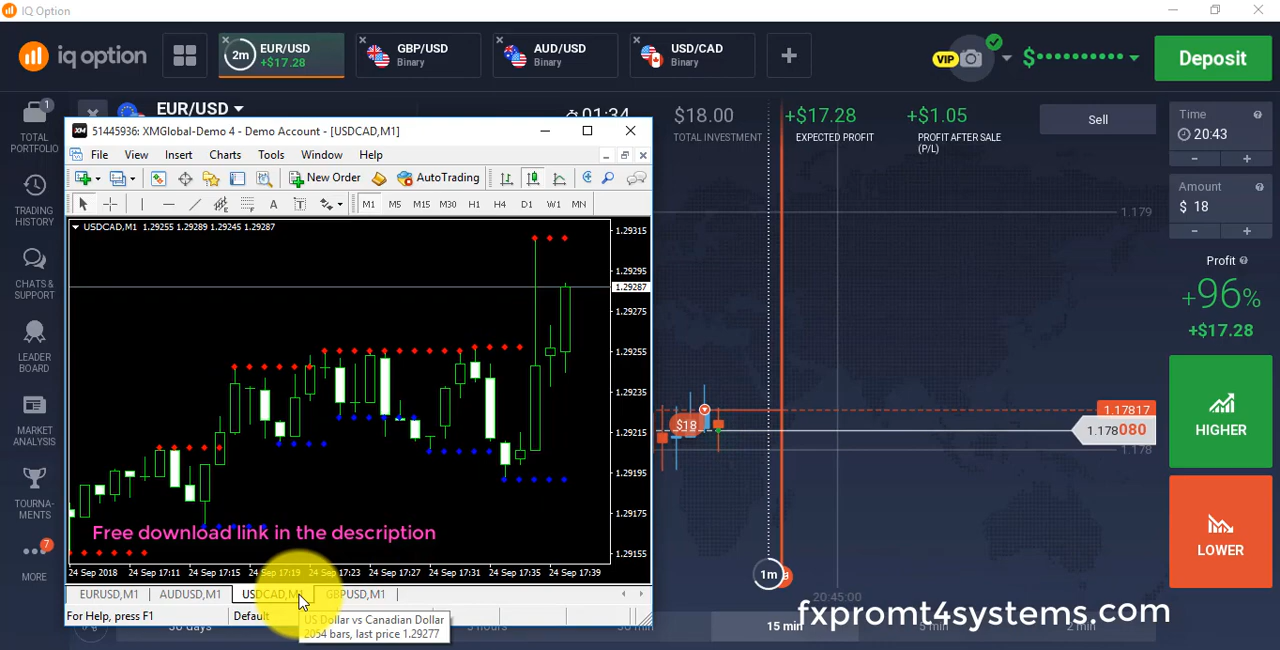 IQ Option
iq option
2m
EUR/USD
+$17.28
GBP/USD
Binary
AUD/USD
Binary
USD/CAD
Binary
VIP
$
Deposit
1
TOTAL
PORTFOLIO
TRADING
HISTORY
CHATS &
SUPPORT
LEADER
BOARD
MARKET
ANALYSIS
TOURNA-
MENTS
7
MORE
EUR/USD
01:34
$18.00
TOTAL INVESTMENT
+$17.28
EXPECTED PROFIT
+$1.05
PROFIT AFTER SALE
(P/L)
Sell
Time
20:43
-
+
Amount
$ 18
-
+
Profit
+96%
+$17.28
HIGHER
LOWER
51445936: XMGlobal-Demo 4 - Demo Account - [USDCAD,M1]
File View Insert Charts Tools Window Help
New Order
AutoTrading
A
T
M1 M5 M15 M30 H1 H4 D1 W1 MN
USDCAD,M1 1.29255 1.29289 1.29245 1.29287
1.29315
1.29295
1.29287
1.29275
1.29255
1.29235
1.29215
1.29195
1.29175
1.29155
Free download link in the description
24 Sep 2018 24 Sep 17:11 24 Sep 17:15 24 Sep 17:19 24 Sep 17:23 24 Sep 17:27 24 Sep 17:31 24 Sep 17:35 24 Sep 17:39
EURUSD,M1 AUDUSD,M1 USDCAD,M1 GBPUSD,M1
For Help, press F1
Default
US Dollar vs Canadian Dollar
2054 bars, last price 1.29277
1.179
1.17817
1.178080
1.178
$18
1m
20:45:00
fxpromt4systems.com
30 days
15 min
5 min
2 min